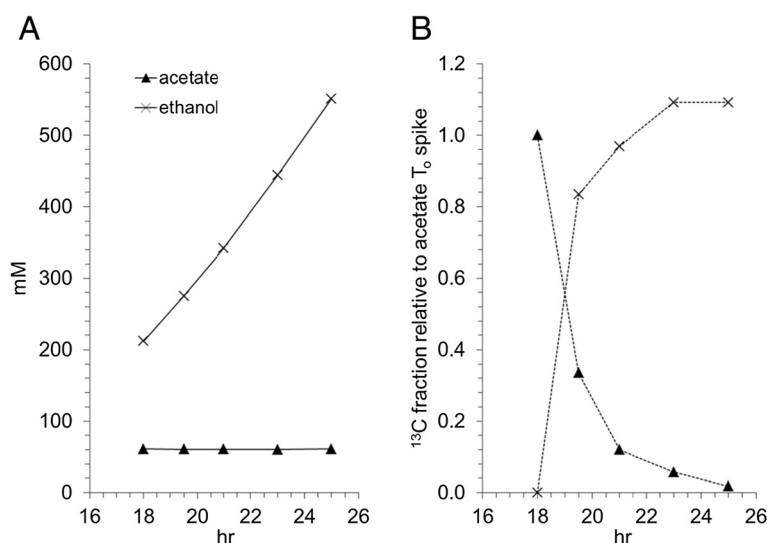 A
600
500
400
300
200
100
0
mM
16 18 20 22 24 26
hr
acetate
ethanol
B
1.2
1.0
0.8
0.6
0.4
0.2
0.0
¹³C fraction relative to acetate Tₒ spike
16 18 20 22 24 26
hr